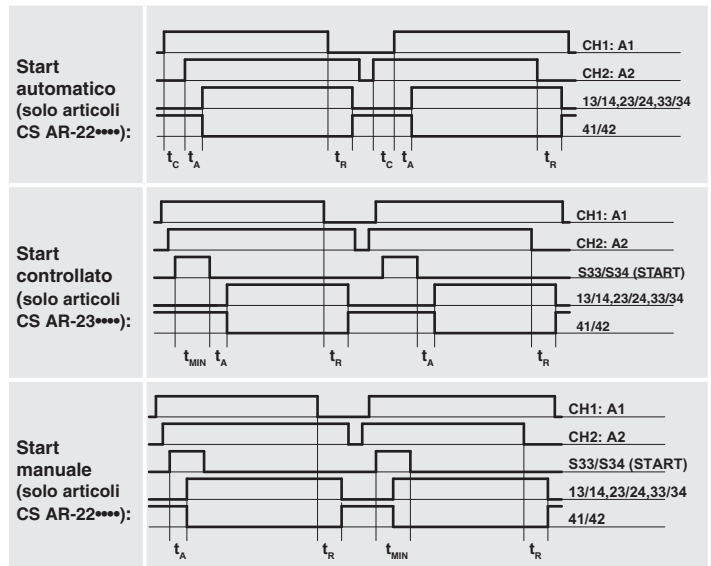 Start
automatico
(solo articoli
CS AR-22••••):
CH1: A1
CH2: A2
13/14,23/24,33/34
41/42
tC tA tR tC tA tR
Start
controllato
(solo articoli
CS AR-23••••):
CH1: A1
CH2: A2
S33/S34 (START)
13/14,23/24,33/34
41/42
tMIN tA tR tA tR
Start
manuale
(solo articoli
CS AR-22••••):
CH1: A1
CH2: A2
S33/S34 (START)
13/14,23/24,33/34
41/42
tA tR tMIN tR